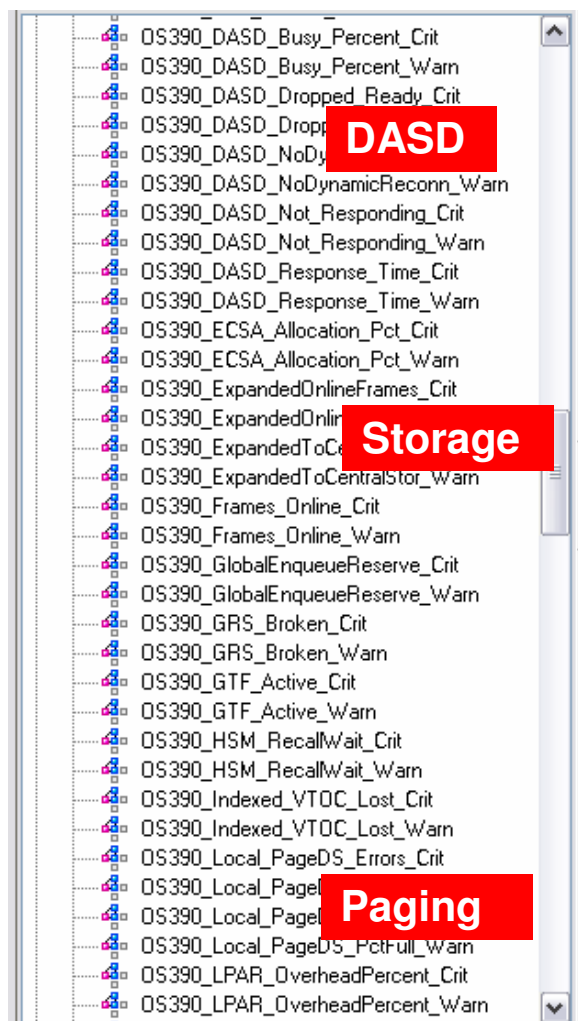 OS390_DASD_Busy_Percent_Crit
OS390_DASD_Busy_Percent_Warn
OS390_DASD_Dropped_Ready_Crit
OS390_DASD_Dropp
DASD
OS390_DASD_NoDy
OS390_DASD_NoDynamicReconn_Warn
OS390_DASD_Not_Responding_Crit
OS390_DASD_Not_Responding_Warn
OS390_DASD_Response_Time_Crit
OS390_DASD_Response_Time_Warn
OS390_ECSA_Allocation_Pct_Crit
OS390_ECSA_Allocation_Pct_Warn
OS390_ExpandedOnlineFrames_Crit
OS390_ExpandedOnlin
Storage
OS390_ExpandedToCe
OS390_ExpandedToCentralStor_Warn
OS390_Frames_Online_Crit
OS390_Frames_Online_Warn
OS390_GlobalEnqueueReserve_Crit
OS390_GlobalEnqueueReserve_Warn
OS390_GRS_Broken_Crit
OS390_GRS_Broken_Warn
OS390_GTF_Active_Crit
OS390_GTF_Active_Warn
OS390_HSM_RecallWait_Crit
OS390_HSM_RecallWait_Warn
OS390_Indexed_VTOC_Lost_Crit
OS390_Indexed_VTOC_Lost_Warn
OS390_Local_PageDS_Errors_Crit
OS390_Local_Page
Paging
OS390_Local_Page
OS390_Local_PageDS_PctFull_Warn
OS390_LPAR_OverheadPercent_Crit
OS390_LPAR_OverheadPercent_Warn